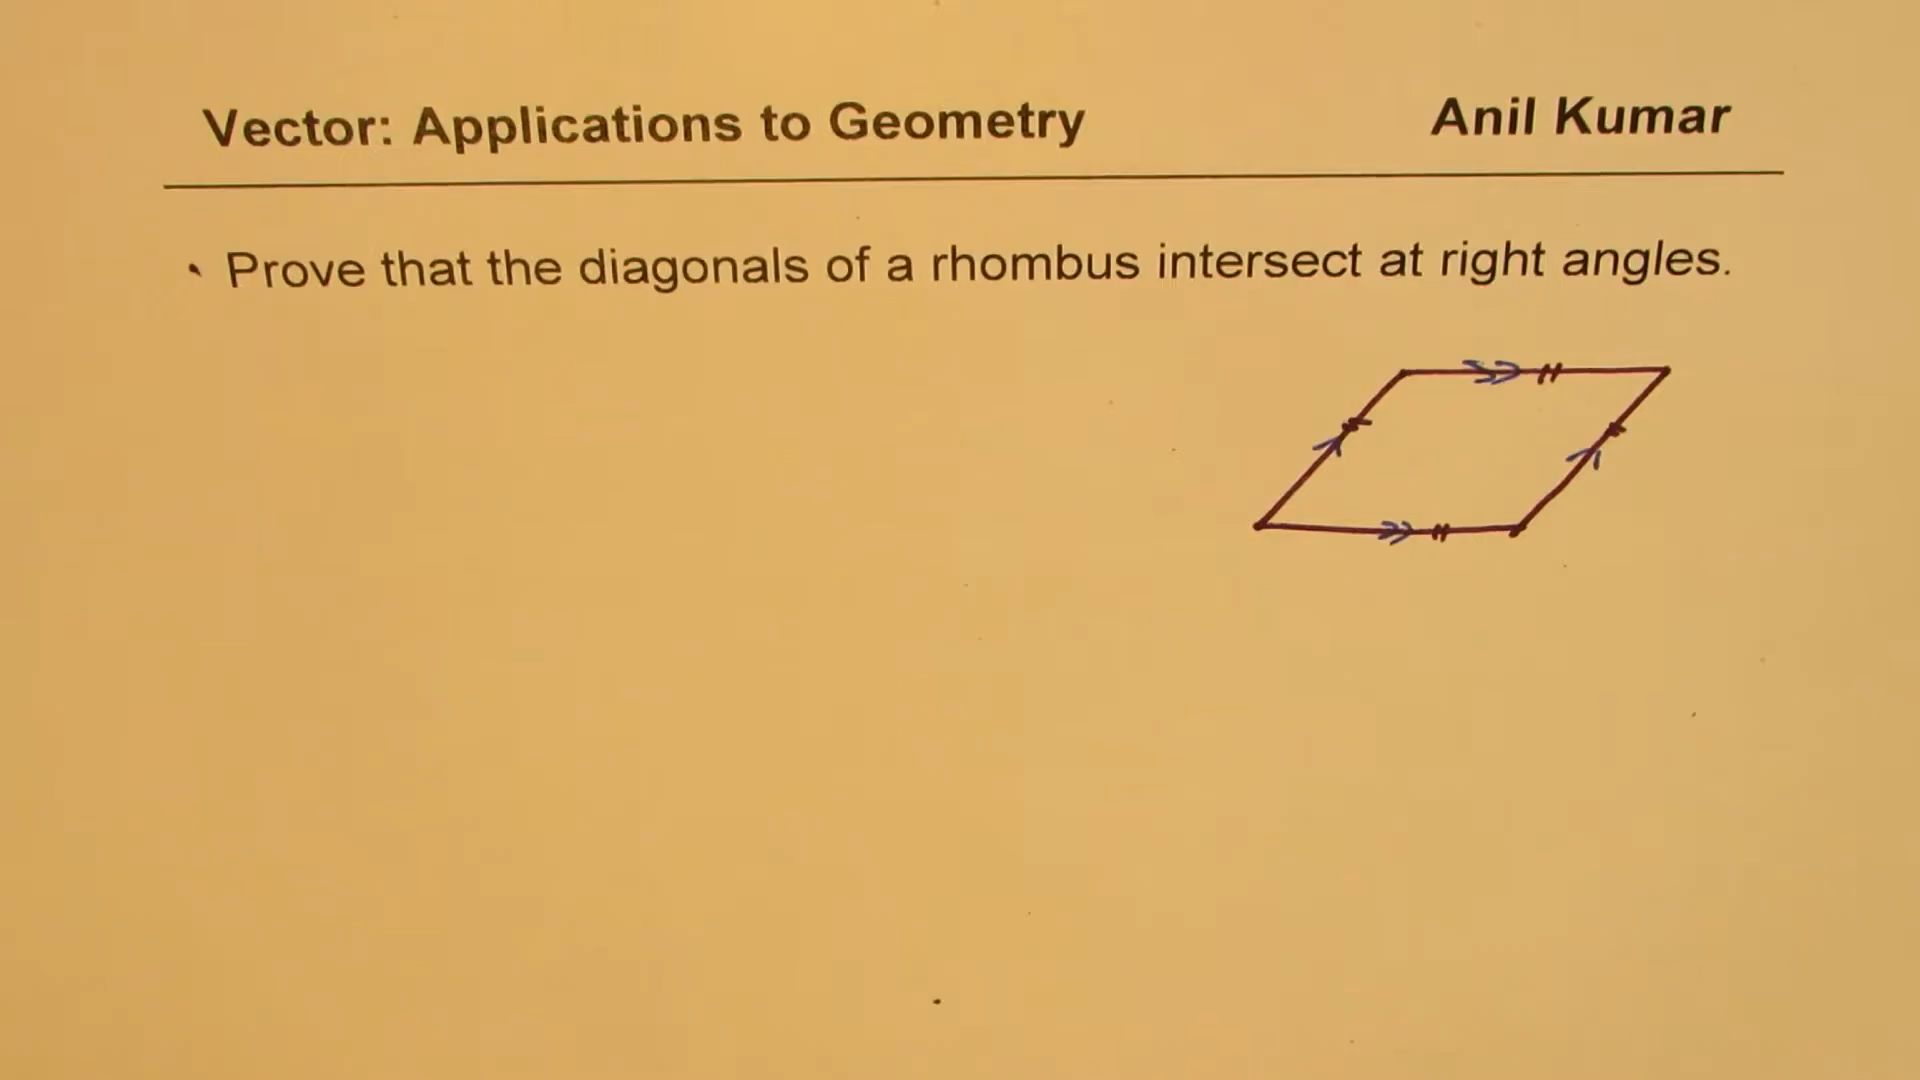 Vector: Applications to Geometry Anil Kumar
• Prove that the diagonals of a rhombus intersect at right angles.